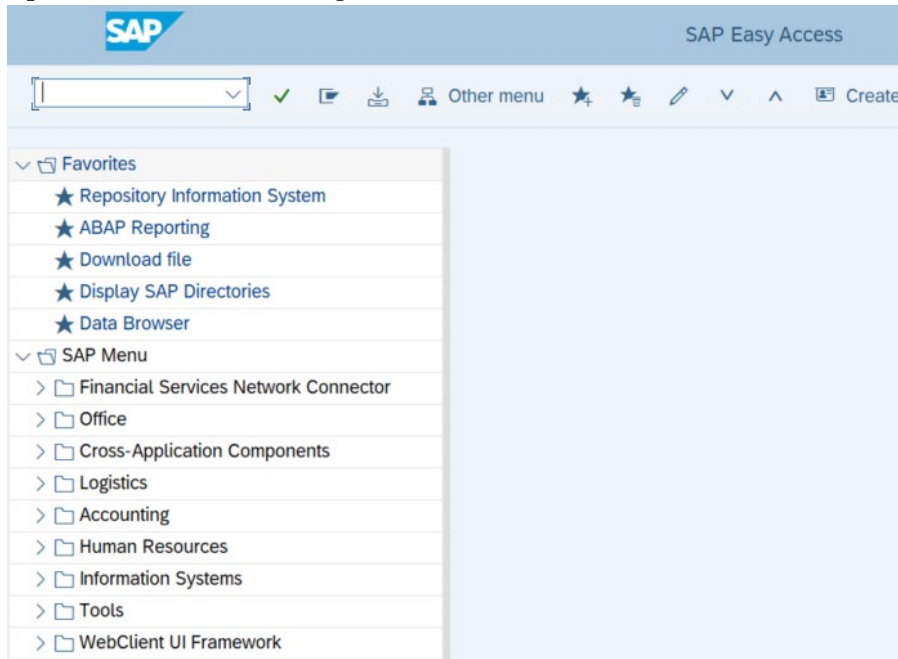 SAP
SAP Easy Access
Other menu
Create
Favorites
Repository Information System
ABAP Reporting
Download file
Display SAP Directories
Data Browser
SAP Menu
Financial Services Network Connector
Office
Cross-Application Components
Logistics
Accounting
Human Resources
Information Systems
Tools
WebClient UI Framework